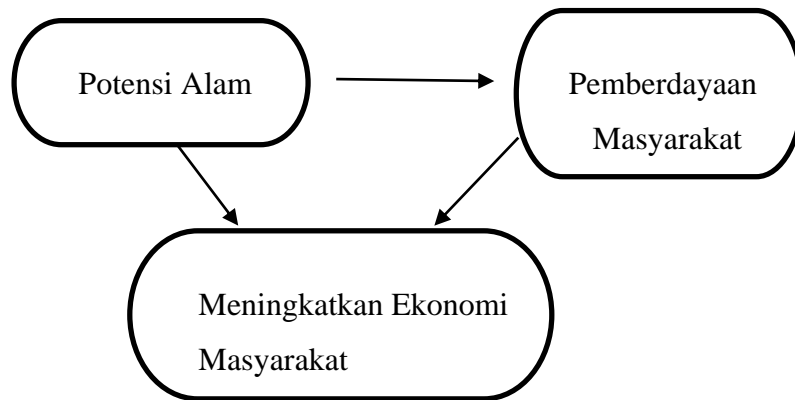 Potensi Alam
Pemberdayaan
Masyarakat
Meningkatkan Ekonomi
Masyarakat